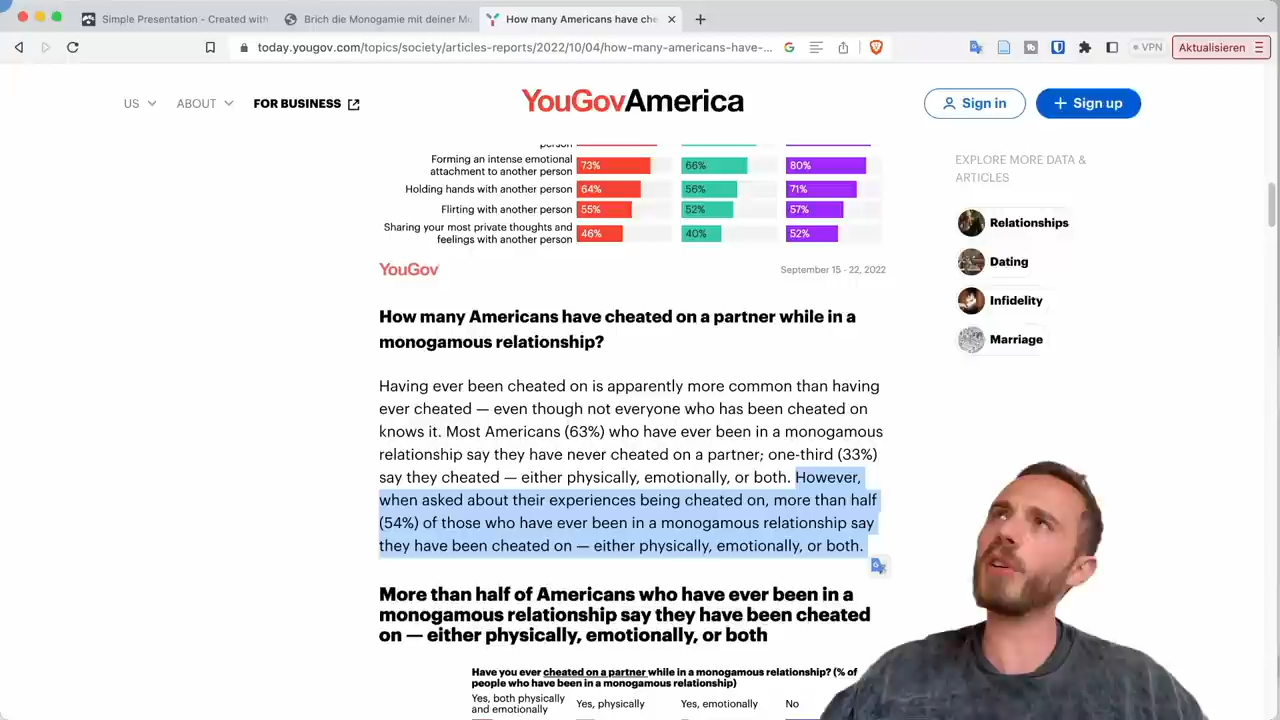 Simple Presentation - Created with
Brich die Monogamie mit deiner Mu
How many Americans have che
today.yougov.com/topics/society/articles-reports/2022/10/04/how-many-americans-have-...
VPN
Aktualisieren
US
ABOUT
FOR BUSINESS
YouGovAmerica
Sign in
Sign up
person
Forming an intense emotional
attachment to another person
73%
66%
80%
Holding hands with another person
64%
56%
71%
Flirting with another person
55%
52%
57%
Sharing your most private thoughts and
feelings with another person
46%
40%
52%
YouGov
September 15 - 22, 2022
EXPLORE MORE DATA &
ARTICLES
Relationships
Dating
Infidelity
Marriage
How many Americans have cheated on a partner while in a
monogamous relationship?
Having ever been cheated on is apparently more common than having
ever cheated — even though not everyone who has been cheated on
knows it. Most Americans (63%) who have ever been in a monogamous
relationship say they have never cheated on a partner; one-third (33%)
say they cheated — either physically, emotionally, or both. However,
when asked about their experiences being cheated on, more than half
(54%) of those who have ever been in a monogamous relationship say
they have been cheated on — either physically, emotionally, or both.
More than half of Americans who have ever been in a
monogamous relationship say they have been cheated
on — either physically, emotionally, or both
Have you ever cheated on a partner while in a monogamous relationship? (% of
people who have been in a monogamous relationship)
Yes, both physically
and emotionally
Yes, physically
Yes, emotionally
No